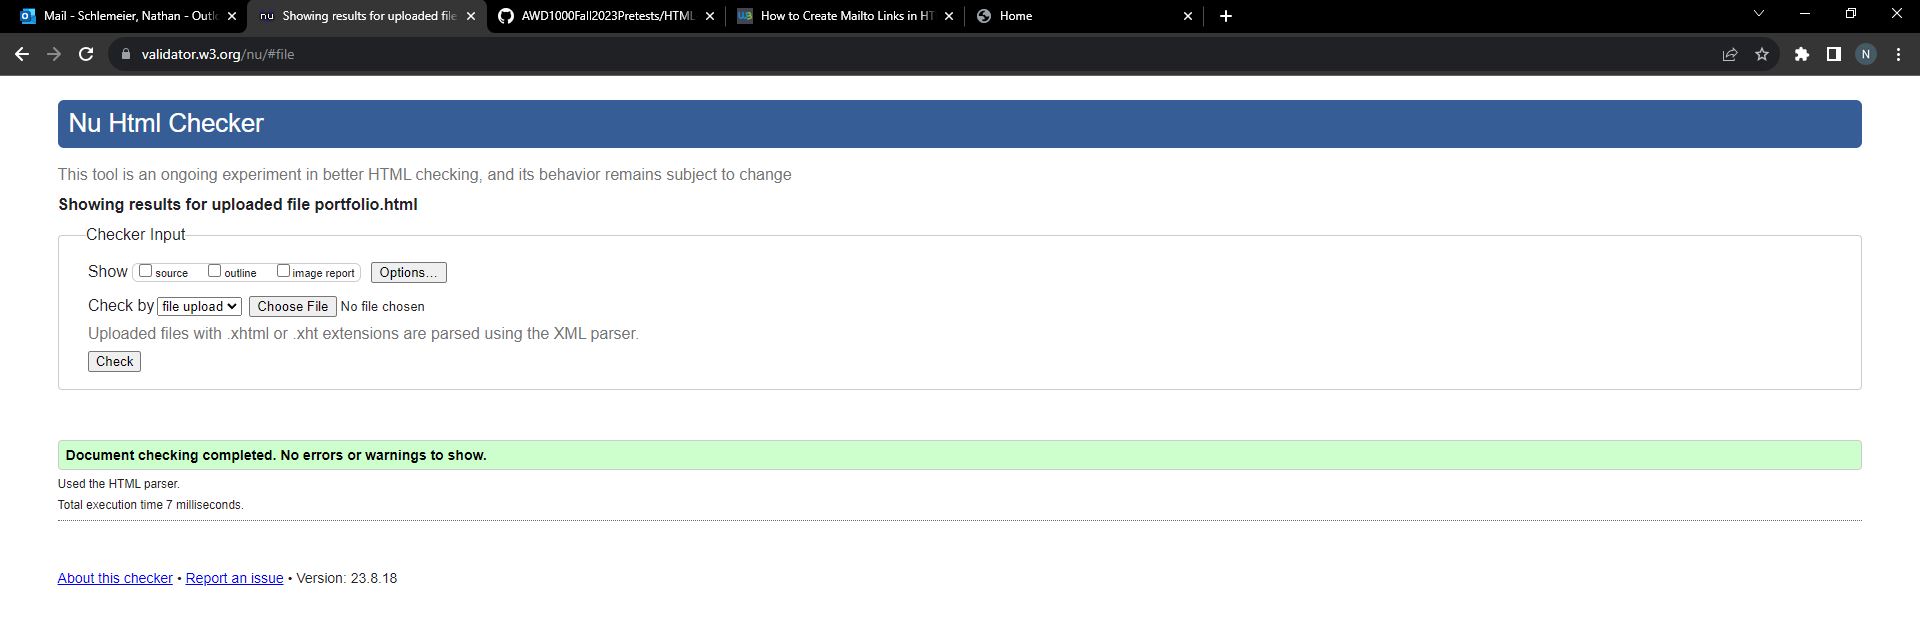 Mail - Schlemeier, Nathan - Outl
nu Showing results for uploaded file
AWD1000Fall2023Pretests/HTML
W3 How to Create Mailto Links in HT
Home
validator.w3.org/nu/#file
N
Nu Html Checker
This tool is an ongoing experiment in better HTML checking, and its behavior remains subject to change
Showing results for uploaded file portfolio.html
Checker Input
Show source outline image report Options...
Check by file upload Choose File No file chosen
Uploaded files with .xhtml or .xht extensions are parsed using the XML parser.
Check
Document checking completed. No errors or warnings to show.
Used the HTML parser.
Total execution time 7 milliseconds.
About this checker • Report an issue • Version: 23.8.18